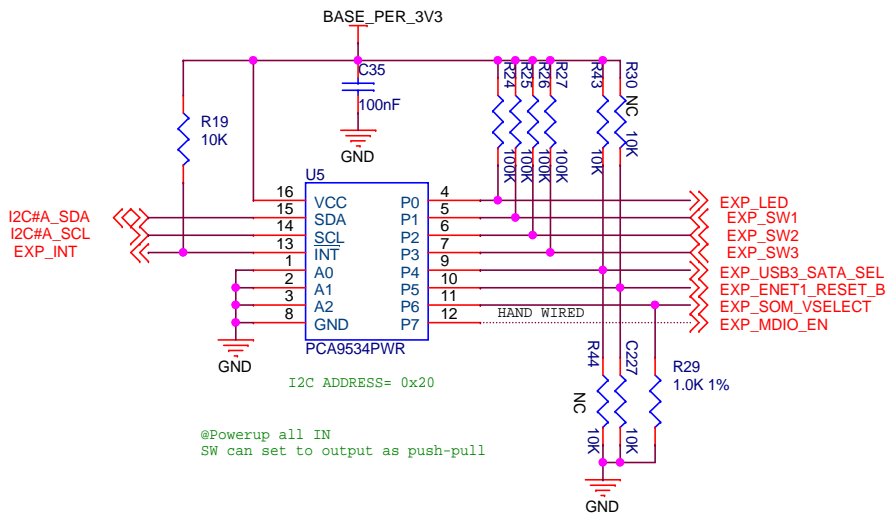 BASE_PER_3V3
C35
100nF
GND
R19
10K
R24
R25
R26
R27
R43
R30
NC
100K
100K
100K
100K
10K
10K
U5
I2C#A_SDA
I2C#A_SCL
EXP_INT
16 VCC P0 4 EXP_LED
15 SDA P1 5 EXP_SW1
14 SCL P2 6 EXP_SW2
13 INT P3 7 EXP_SW3
1 A0 P4 9 EXP_USB3_SATA_SEL
2 A1 P5 10 EXP_ENET1_RESET_B
3 A2 P6 11 EXP_SOM_VSELECT
8 GND P7 12 HAND WIRED EXP_MDIO_EN
PCA9534PWR
GND
I2C ADDRESS= 0x20
R44
NC
10K
C227
10K
R29
1.0K 1%
GND
@Powerup all IN
SW can set to output as push-pull